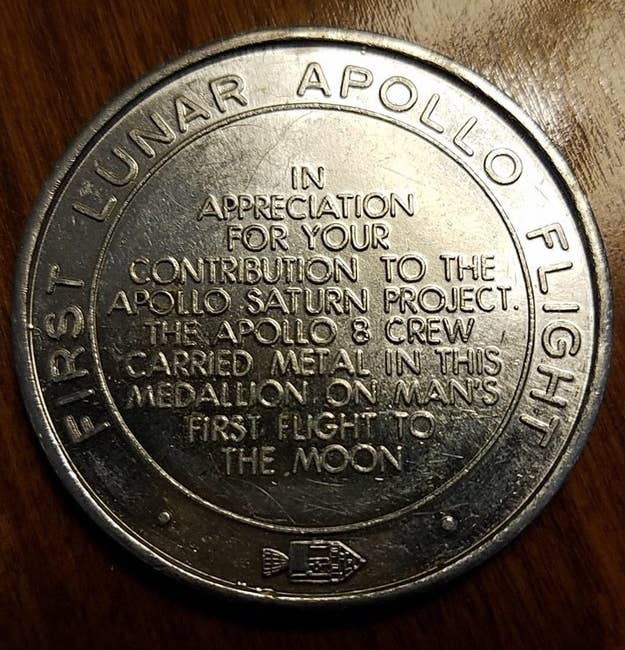 FIRST LUNAR APOLLO FLIGHT
IN
APPRECIATION
FOR YOUR
CONTRIBUTION TO THE
APOLLO SATURN PROJECT.
THE APOLLO 8 CREW
CARRIED METAL IN THIS
MEDALLION ON MAN'S
FIRST FLIGHT TO
THE MOON